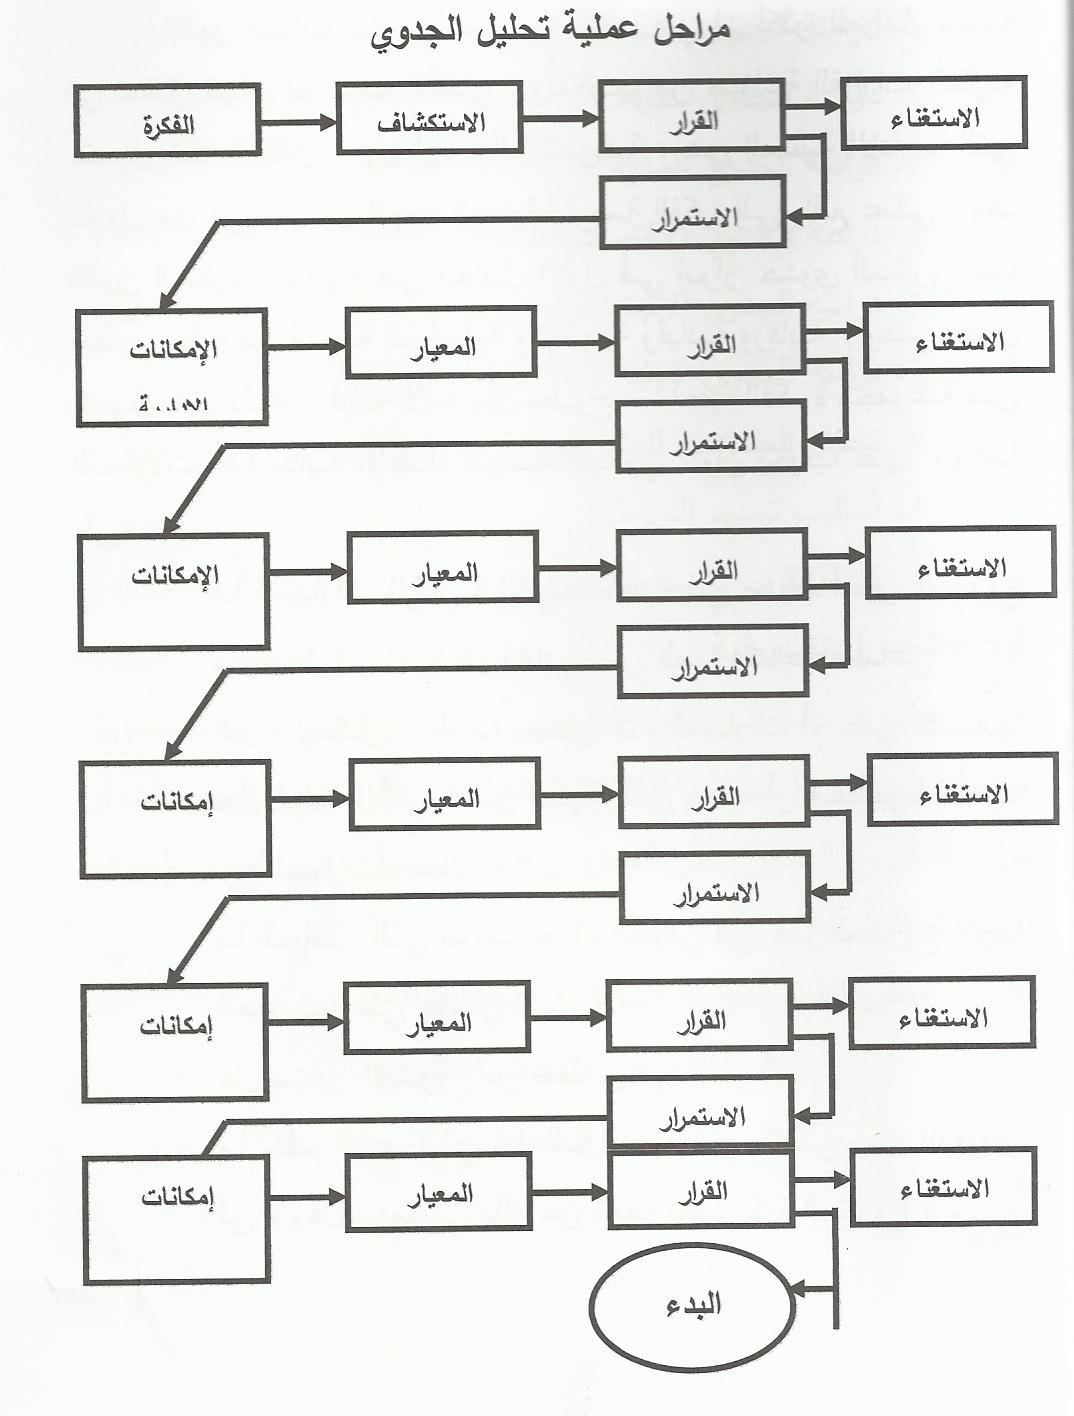 مراحل عملية تحليل الجدوي
الفكرة
الاستكشاف
القرار
الاستغناء
الاستمرار
الإمكانات
المعيار
القرار
الاستغناء
الاستمرار
الإمكانات
المعيار
القرار
الاستغناء
الاستمرار
إمكانات
المعيار
القرار
الاستغناء
الاستمرار
إمكانات
المعيار
القرار
الاستغناء
الاستمرار
إمكانات
المعيار
القرار
الاستغناء
البدء